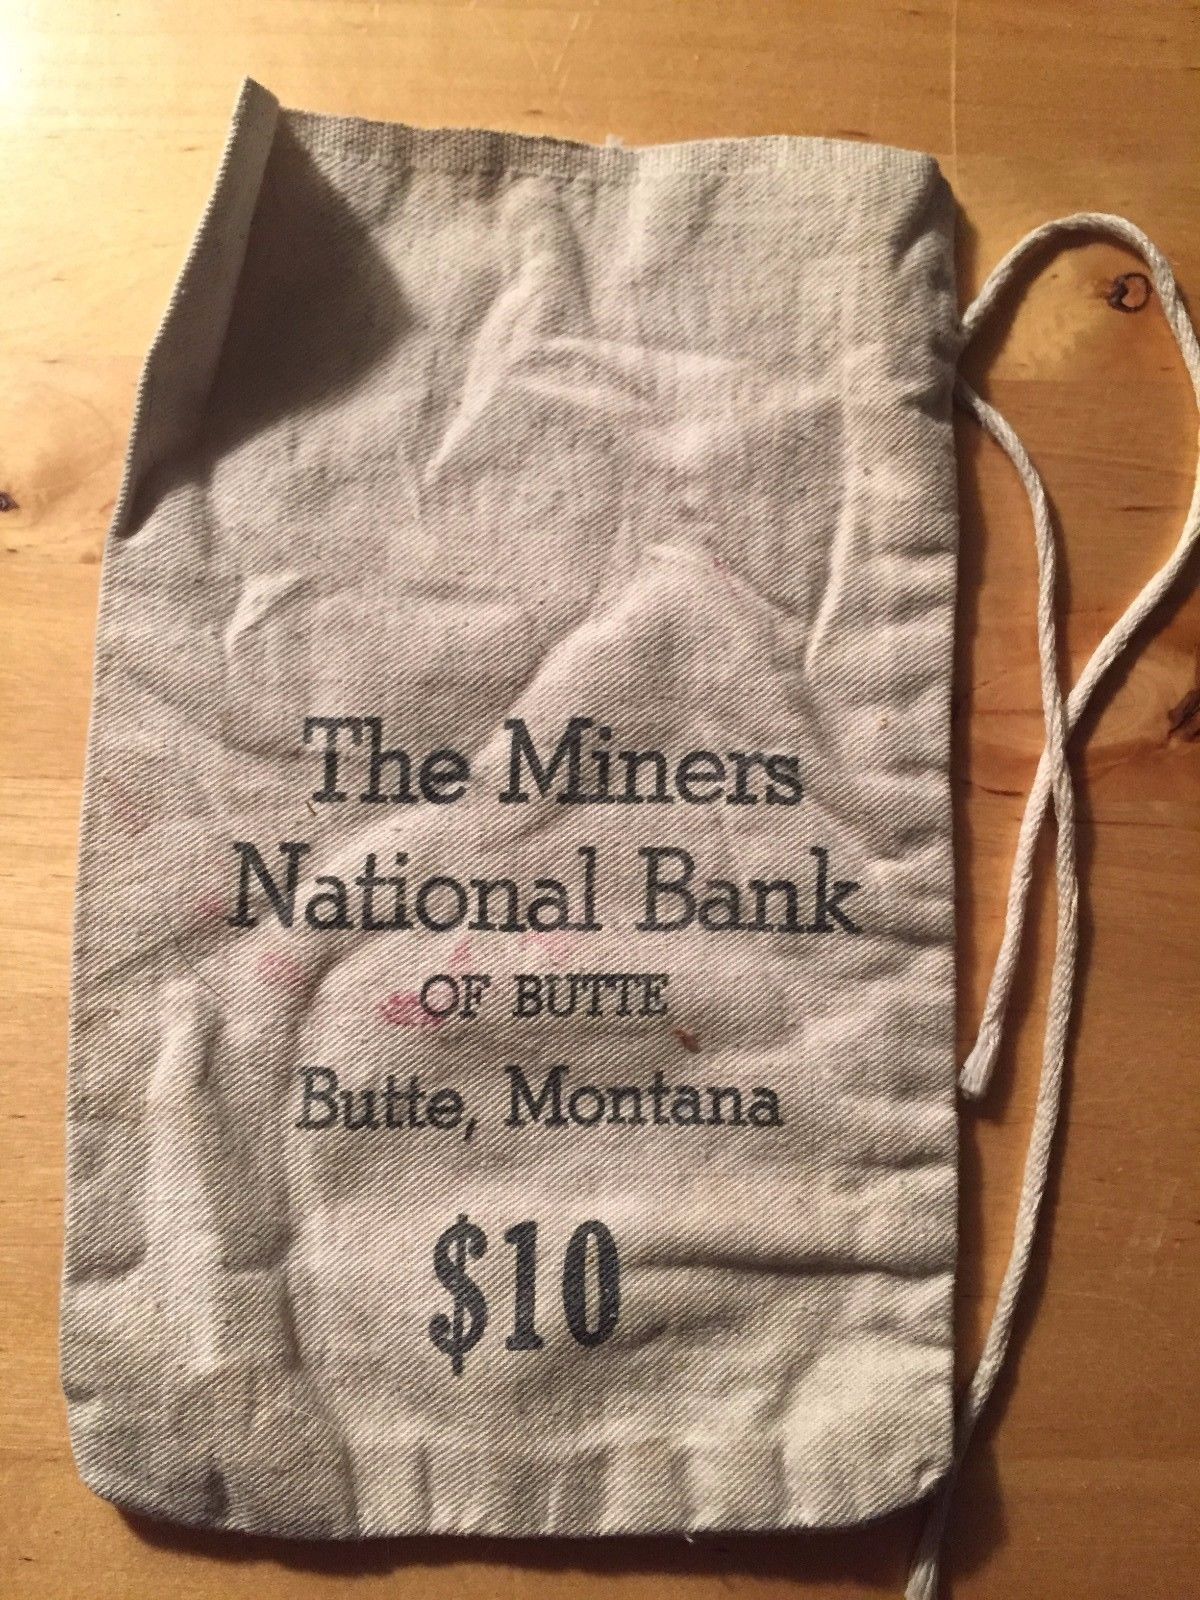 The Miners
National Bank
OF BUTTE
Butte, Montana
$10